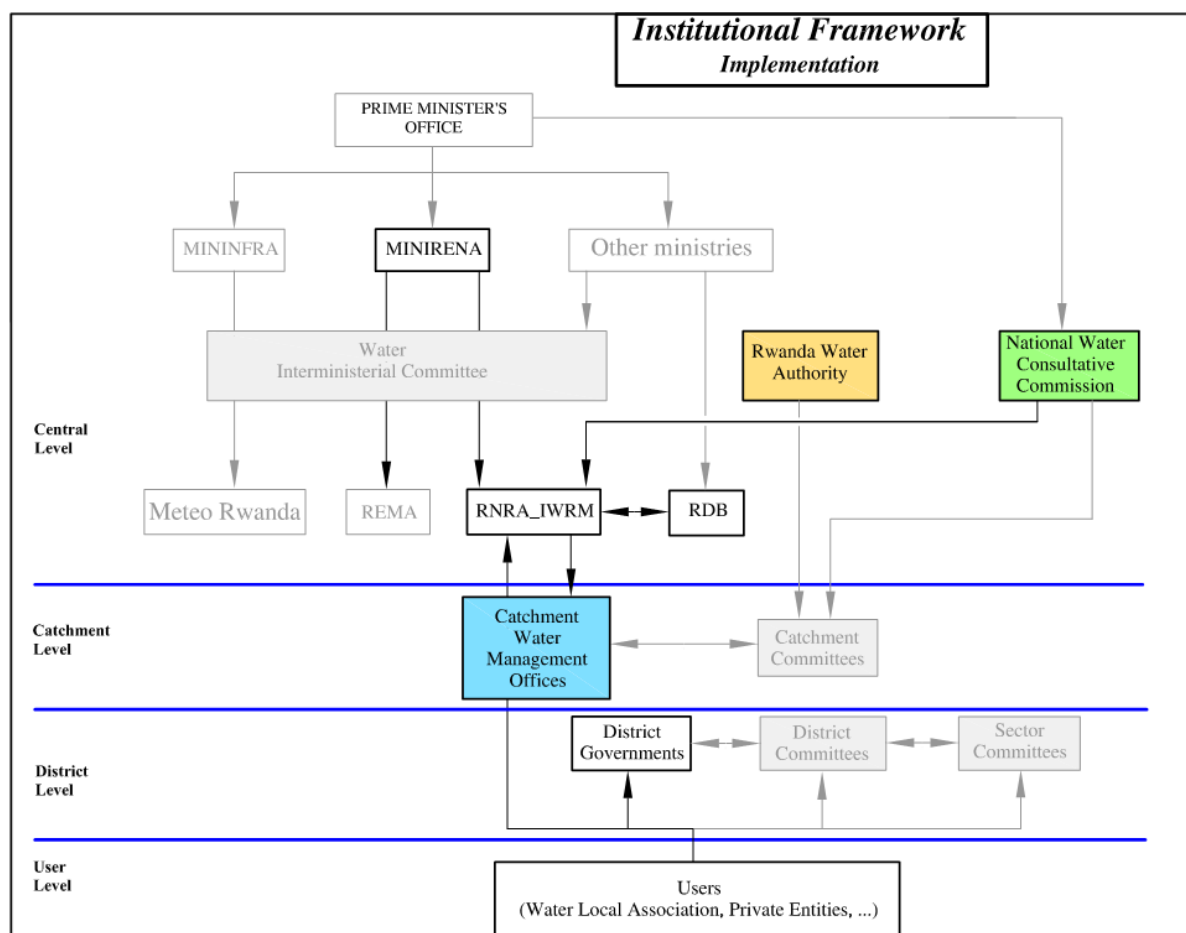 Institutional Framework
Implementation
PRIME MINISTER'S
OFFICE
MININFRA
MINIRENA
Other ministries
Water
Interministerial Committee
Rwanda Water
Authority
National Water
Consultative
Commission
Central
Level
Meteo Rwanda
REMA
RNRA_IWRM
RDB
Catchment
Level
Catchment
Water
Management
Offices
Catchment
Committees
District
Level
District
Governments
District
Committees
Sector
Committees
User
Level
Users
(Water Local Association, Private Entities, ...)